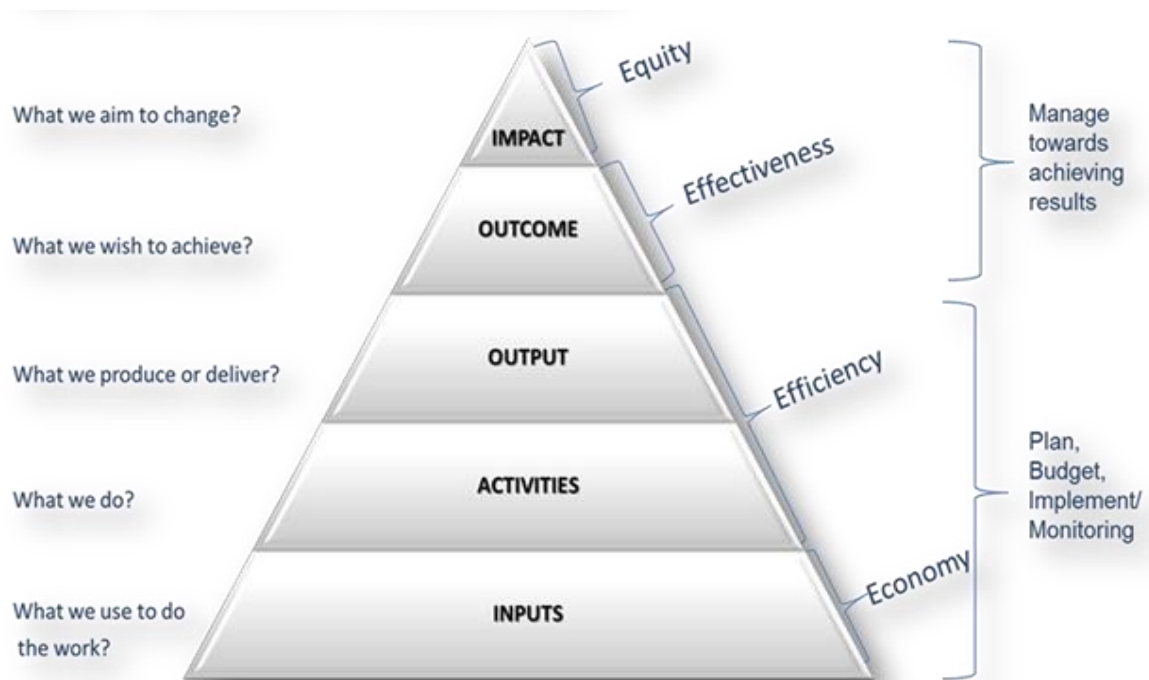 What we aim to change?
IMPACT
Equity
Manage
towards
achieving
results
What we wish to achieve?
OUTCOME
Effectiveness
What we produce or deliver?
OUTPUT
Efficiency
Plan,
Budget,
Implement/
Monitoring
What we do?
ACTIVITIES
What we use to do
the work?
INPUTS
Economy